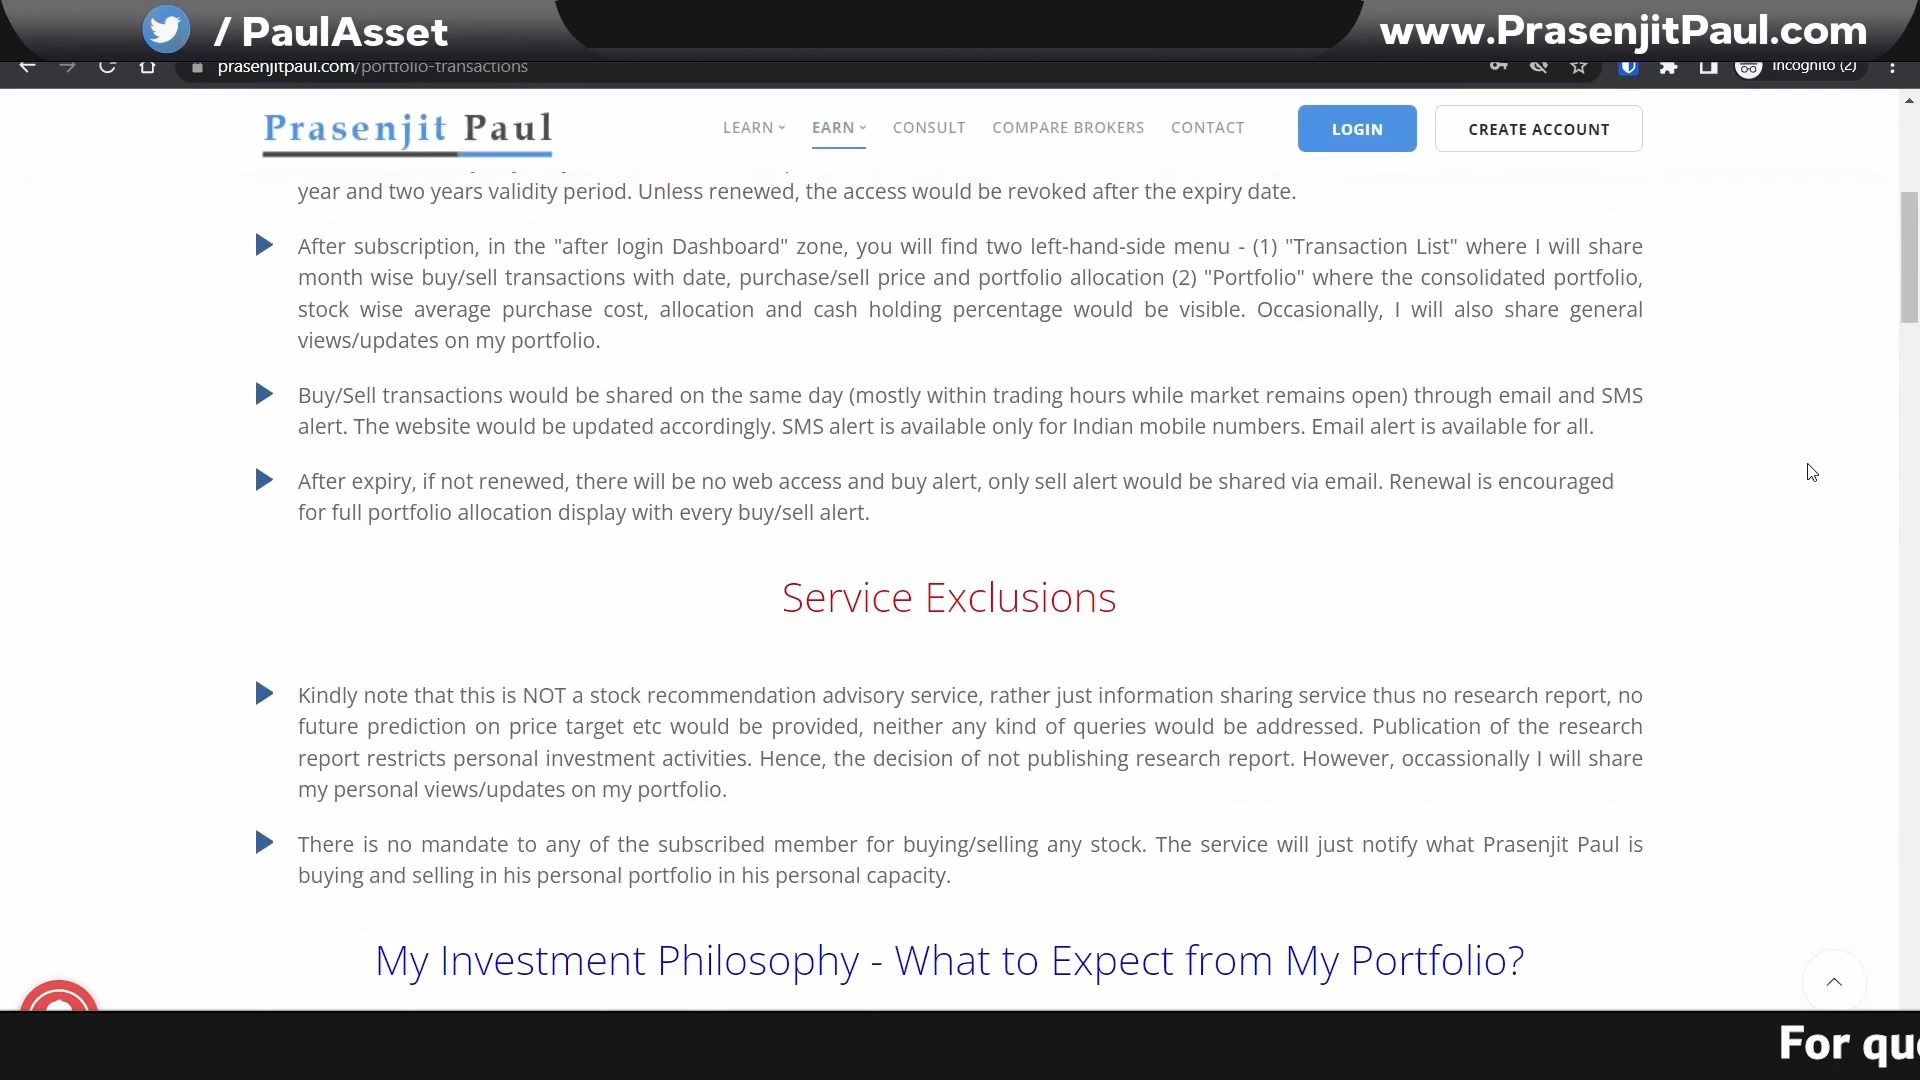 / PaulAsset
www.PrasenjitPaul.com
prasenjitpaul.com/portfolio-transactions
Incognito (2)
Prasenjit Paul
LEARN
EARN
CONSULT
COMPARE BROKERS
CONTACT
LOGIN
CREATE ACCOUNT
year and two years validity period. Unless renewed, the access would be revoked after the expiry date.
After subscription, in the "after login Dashboard" zone, you will find two left-hand-side menu - (1) "Transaction List" where I will share
month wise buy/sell transactions with date, purchase/sell price and portfolio allocation (2) "Portfolio" where the consolidated portfolio,
stock wise average purchase cost, allocation and cash holding percentage would be visible. Occasionally, I will also share general
views/updates on my portfolio.
Buy/Sell transactions would be shared on the same day (mostly within trading hours while market remains open) through email and SMS
alert. The website would be updated accordingly. SMS alert is available only for Indian mobile numbers. Email alert is available for all.
After expiry, if not renewed, there will be no web access and buy alert, only sell alert would be shared via email. Renewal is encouraged
for full portfolio allocation display with every buy/sell alert.
Service Exclusions
Kindly note that this is NOT a stock recommendation advisory service, rather just information sharing service thus no research report, no
future prediction on price target etc would be provided, neither any kind of queries would be addressed. Publication of the research
report restricts personal investment activities. Hence, the decision of not publishing research report. However, occassionally I will share
my personal views/updates on my portfolio.
There is no mandate to any of the subscribed member for buying/selling any stock. The service will just notify what Prasenjit Paul is
buying and selling in his personal portfolio in his personal capacity.
My Investment Philosophy - What to Expect from My Portfolio?
For